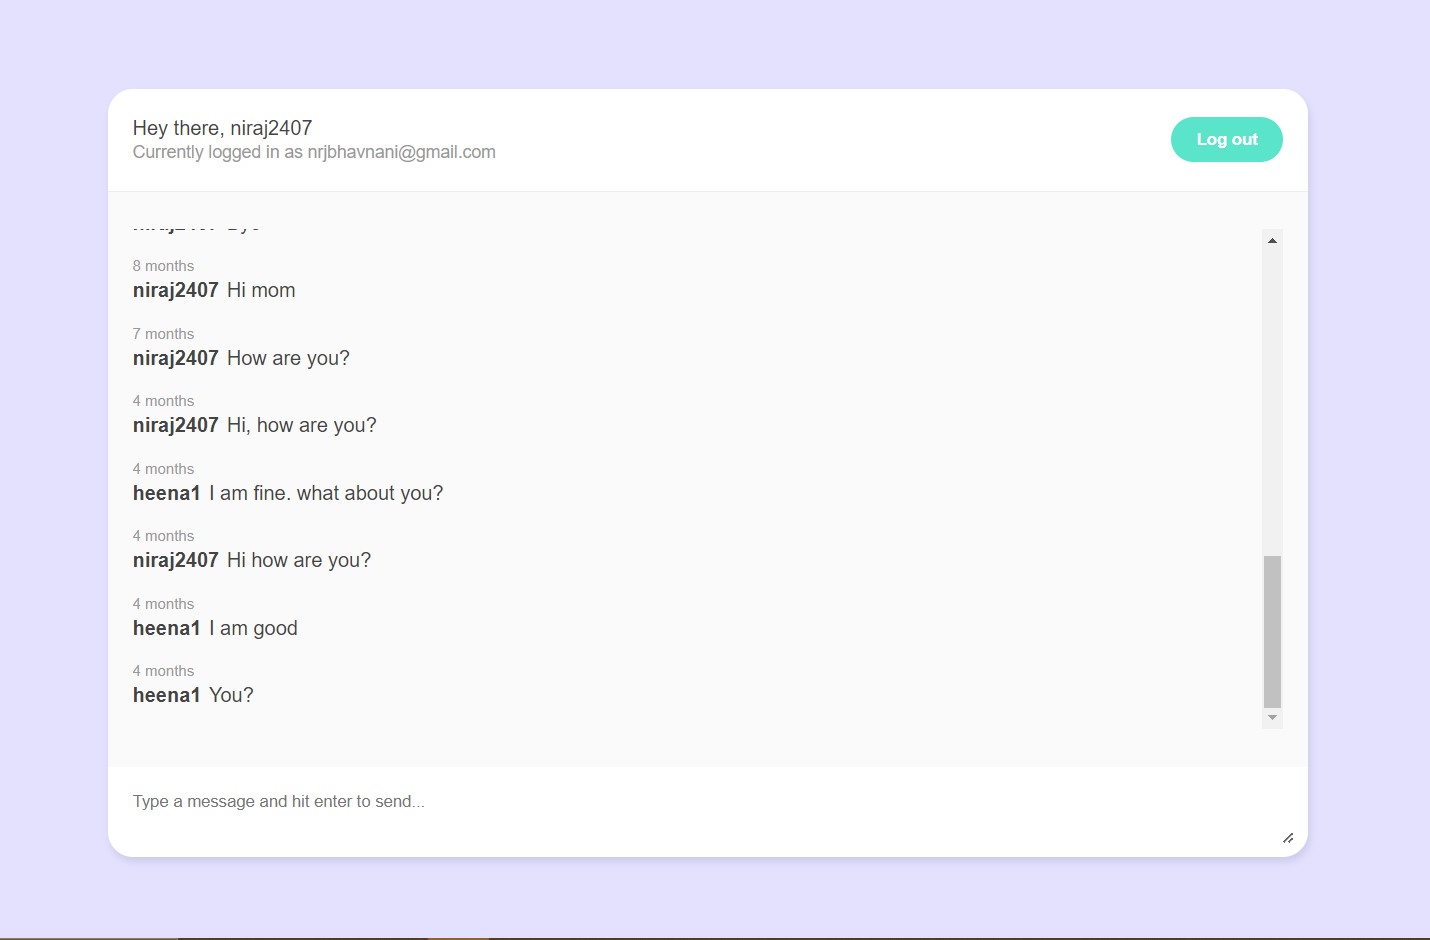 Hey there, niraj2407
Currently logged in as nrjbhavnani@gmail.com
Log out
8 months
niraj2407 Hi mom
7 months
niraj2407 How are you?
4 months
niraj2407 Hi, how are you?
4 months
heena1 I am fine. what about you?
4 months
niraj2407 Hi how are you?
4 months
heena1 I am good
4 months
heena1 You?
Type a message and hit enter to send...